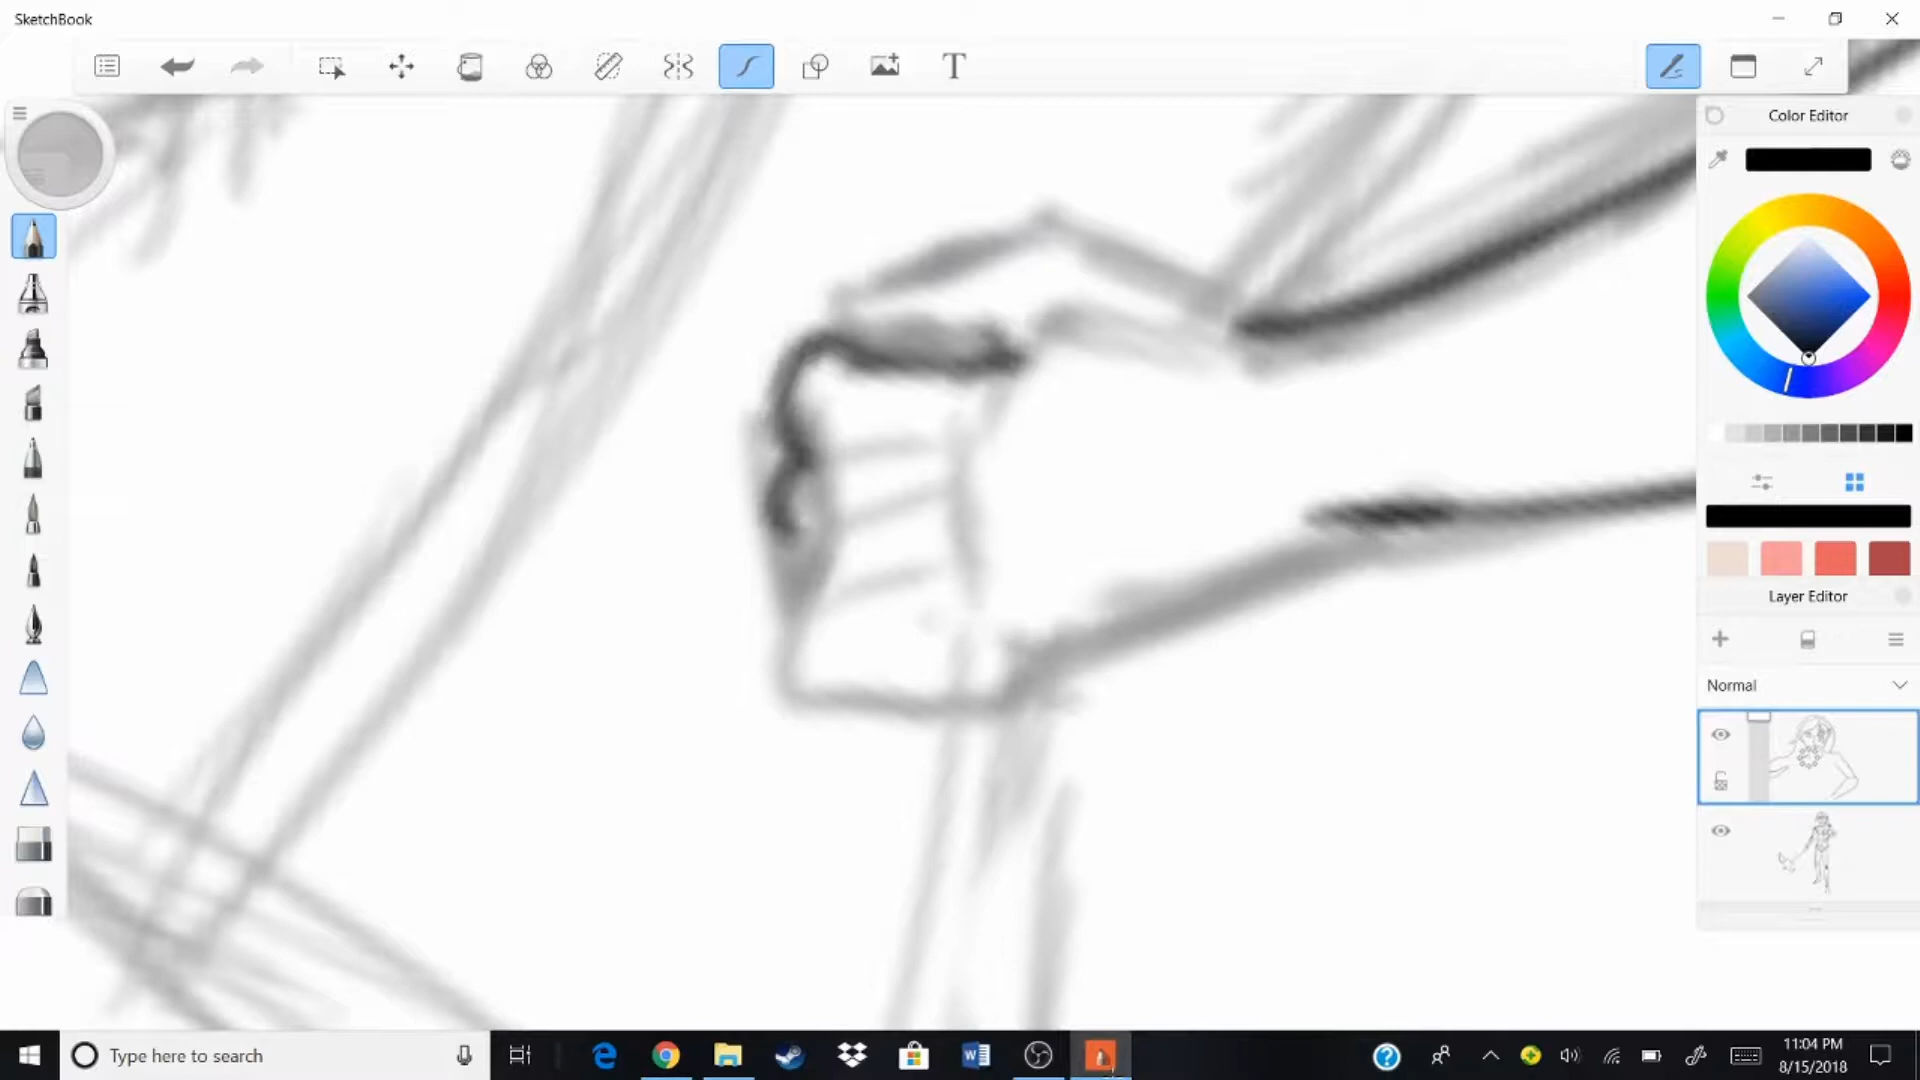 SketchBook
T
Color Editor
Layer Editor
Normal
Type here to search
11:04 PM
8/15/2018